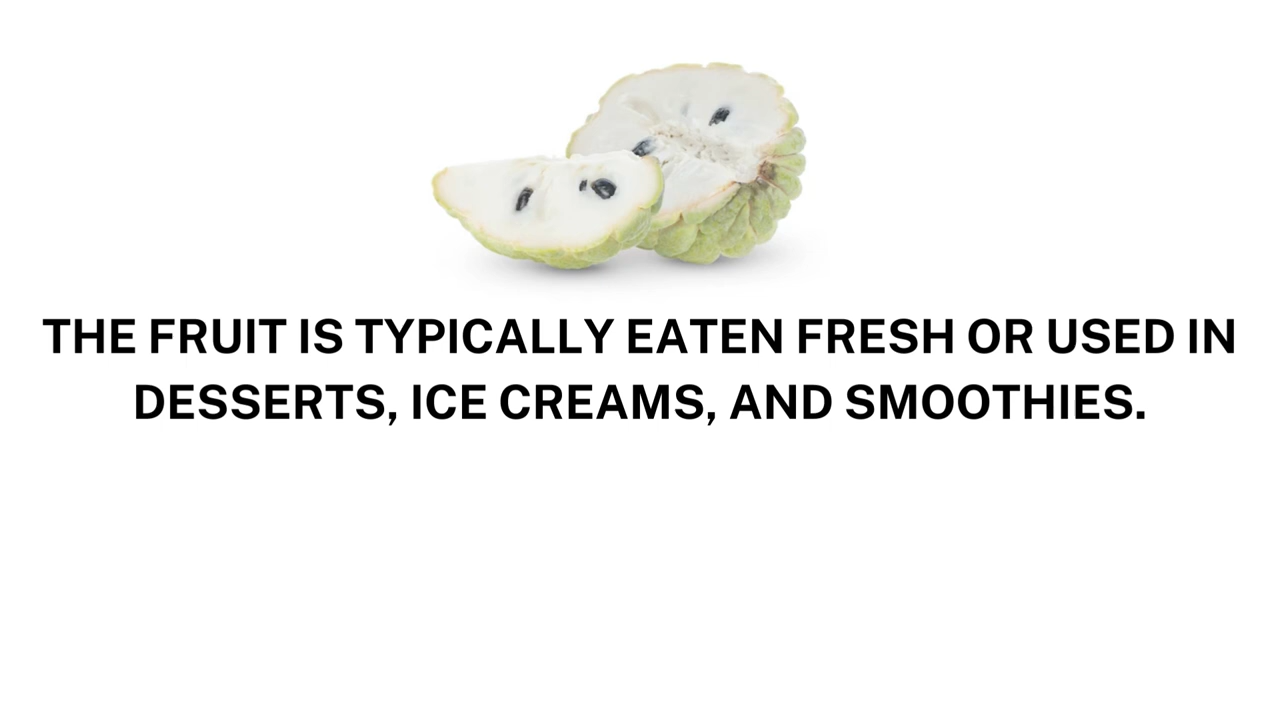 THE FRUIT IS TYPICALLY EATEN FRESH OR USED IN
DESSERTS, ICE CREAMS, AND SMOOTHIES.